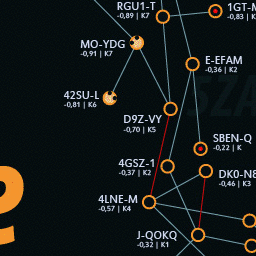 RGU1-T
-0,89 | K7
1GT-M
-0,83 |
MO-YDG
-0,91 | K7
E-EFAM
-0,36 | K2
42SU-L
-0,81 | K6
D9Z-VY
-0,70 | K5
SBEN-Q
-0,22 | K
4GSZ-1
-0,37 | K2
DK0-N8
-0,46 | K3
4LNE-M
-0,57 | K4
J-QOKQ
-0,32 | K1
SZA